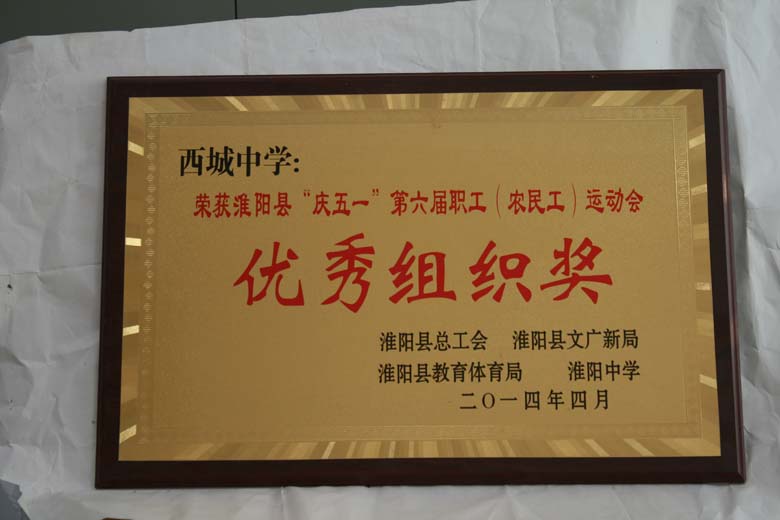 西城中学：
荣获淮阳县“庆五一”第六届职工（农民工）运动会
优秀组织奖
淮阳县总工会 淮阳县文广新局
淮阳县教育体育局 淮阳中学
二〇一四年四月